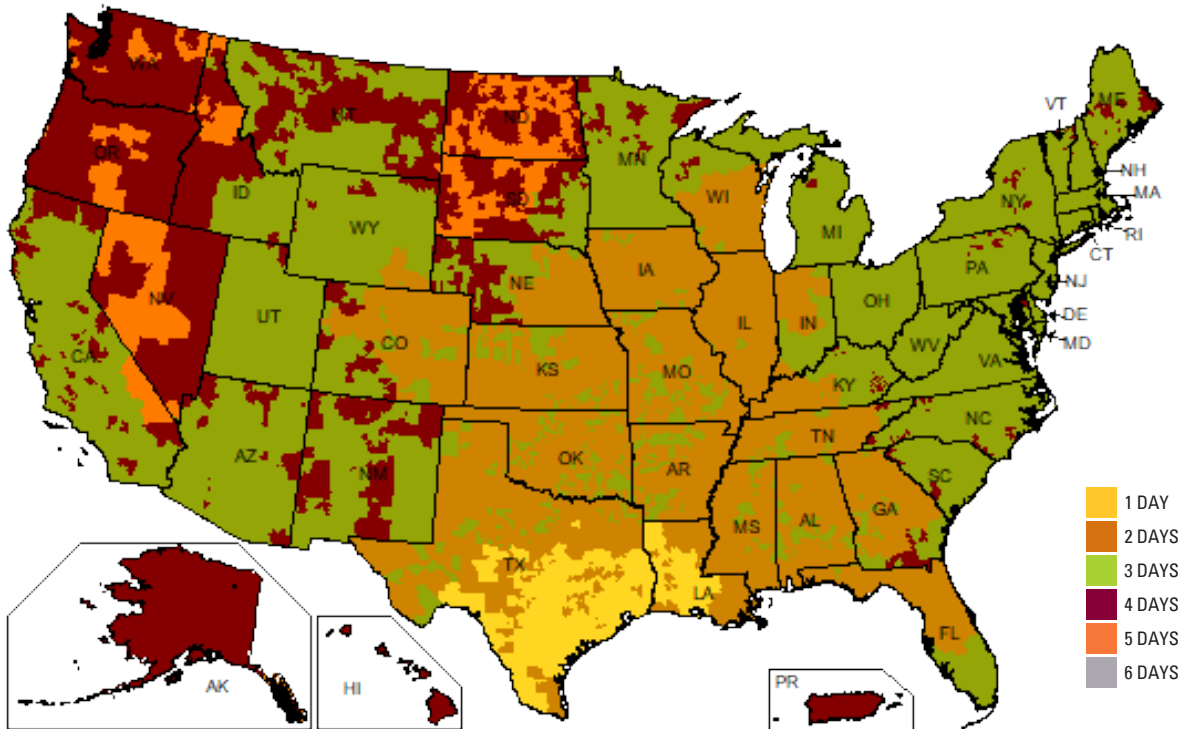 WA
OR
CA
NV
ID
MT
WY
UT
AZ
NM
CO
ND
SD
NE
KS
OK
TX
MN
IA
MO
AR
LA
WI
IL
MI
IN
OH
KY
TN
MS
AL
GA
FL
SC
NC
VA
WV
PA
NY
ME
VT
NH
MA
RI
CT
NJ
DE
MD
AK
HI
PR
1 DAY
2 DAYS
3 DAYS
4 DAYS
5 DAYS
6 DAYS